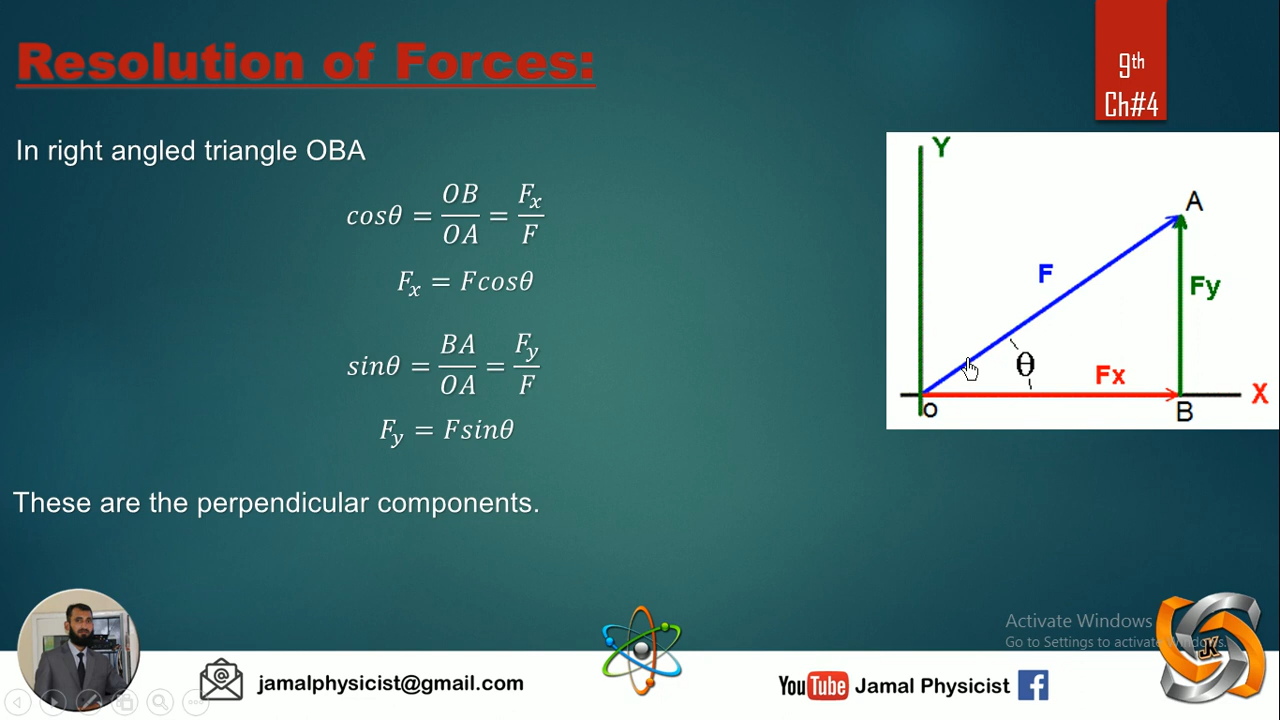 Resolution of Forces:
9th
Ch#4
In right angled triangle OBA
cosθ = OB/OA = Fx/F
Fx = Fcosθ
sinθ = BA/OA = Fy/F
Fy = Fsinθ
These are the perpendicular components.
Y
A
F
Fy
θ
Fx
X
o
B
Activate Windows
Go to Settings to activate Windows.
JK
jamalphysicist@gmail.com
YouTube Jamal Physicist f